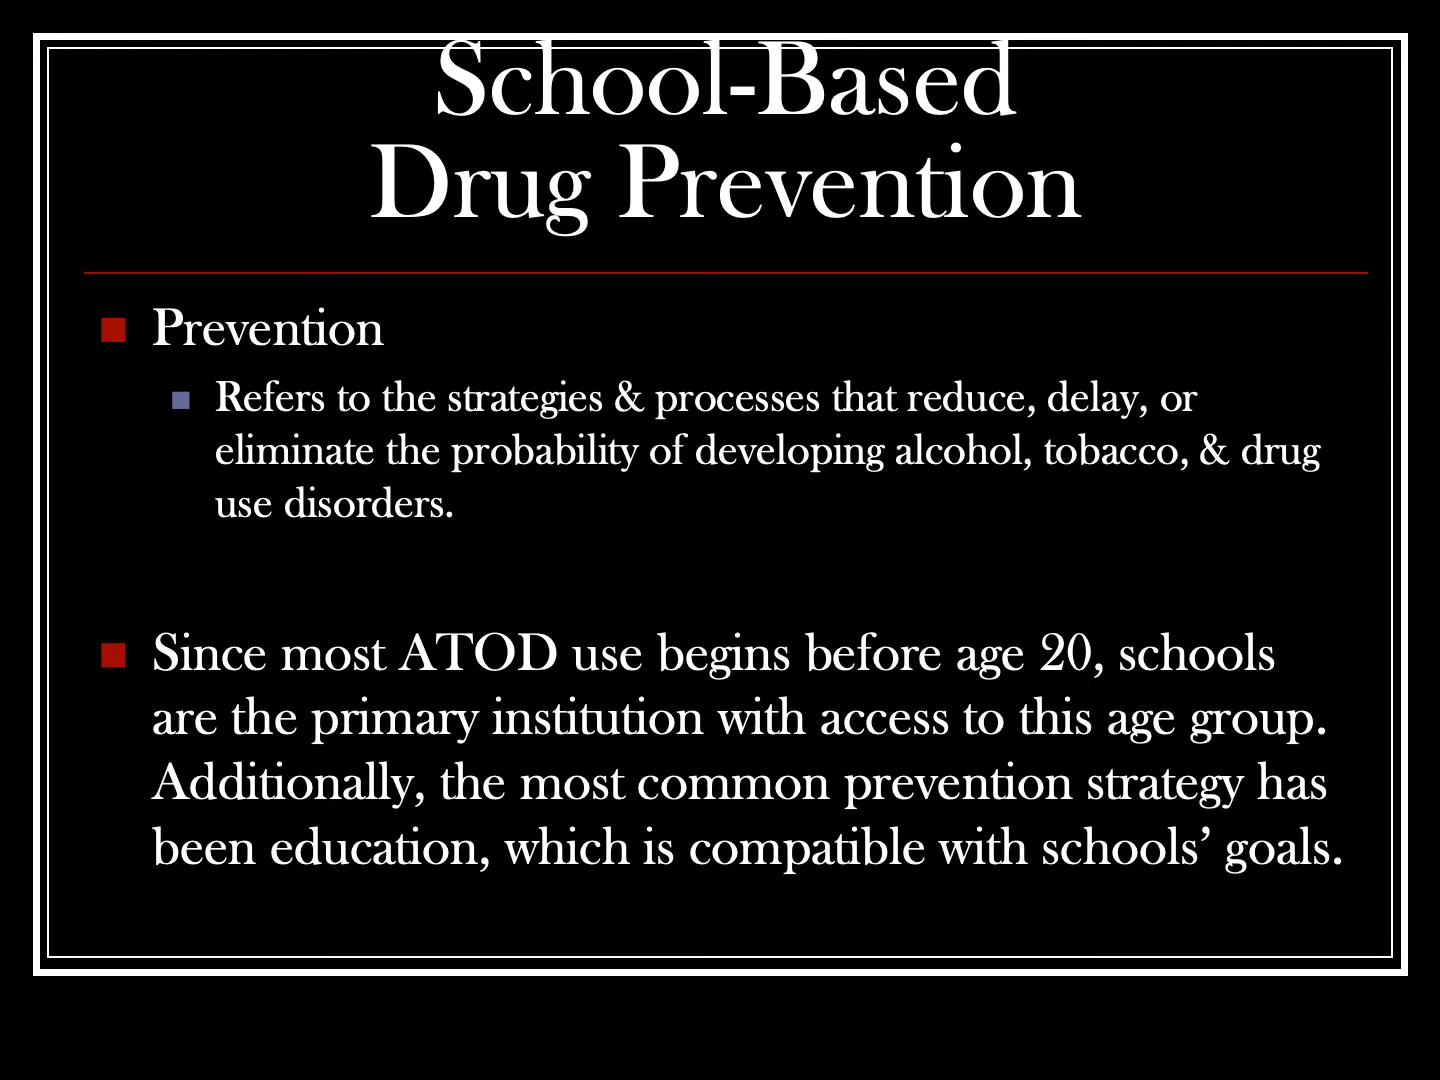 School-Based
Drug Prevention
Prevention
Refers to the strategies & processes that reduce, delay, or
eliminate the probability of developing alcohol, tobacco, & drug
use disorders.
Since most ATOD use begins before age 20, schools
are the primary institution with access to this age group.
Additionally, the most common prevention strategy has
been education, which is compatible with schools’ goals.